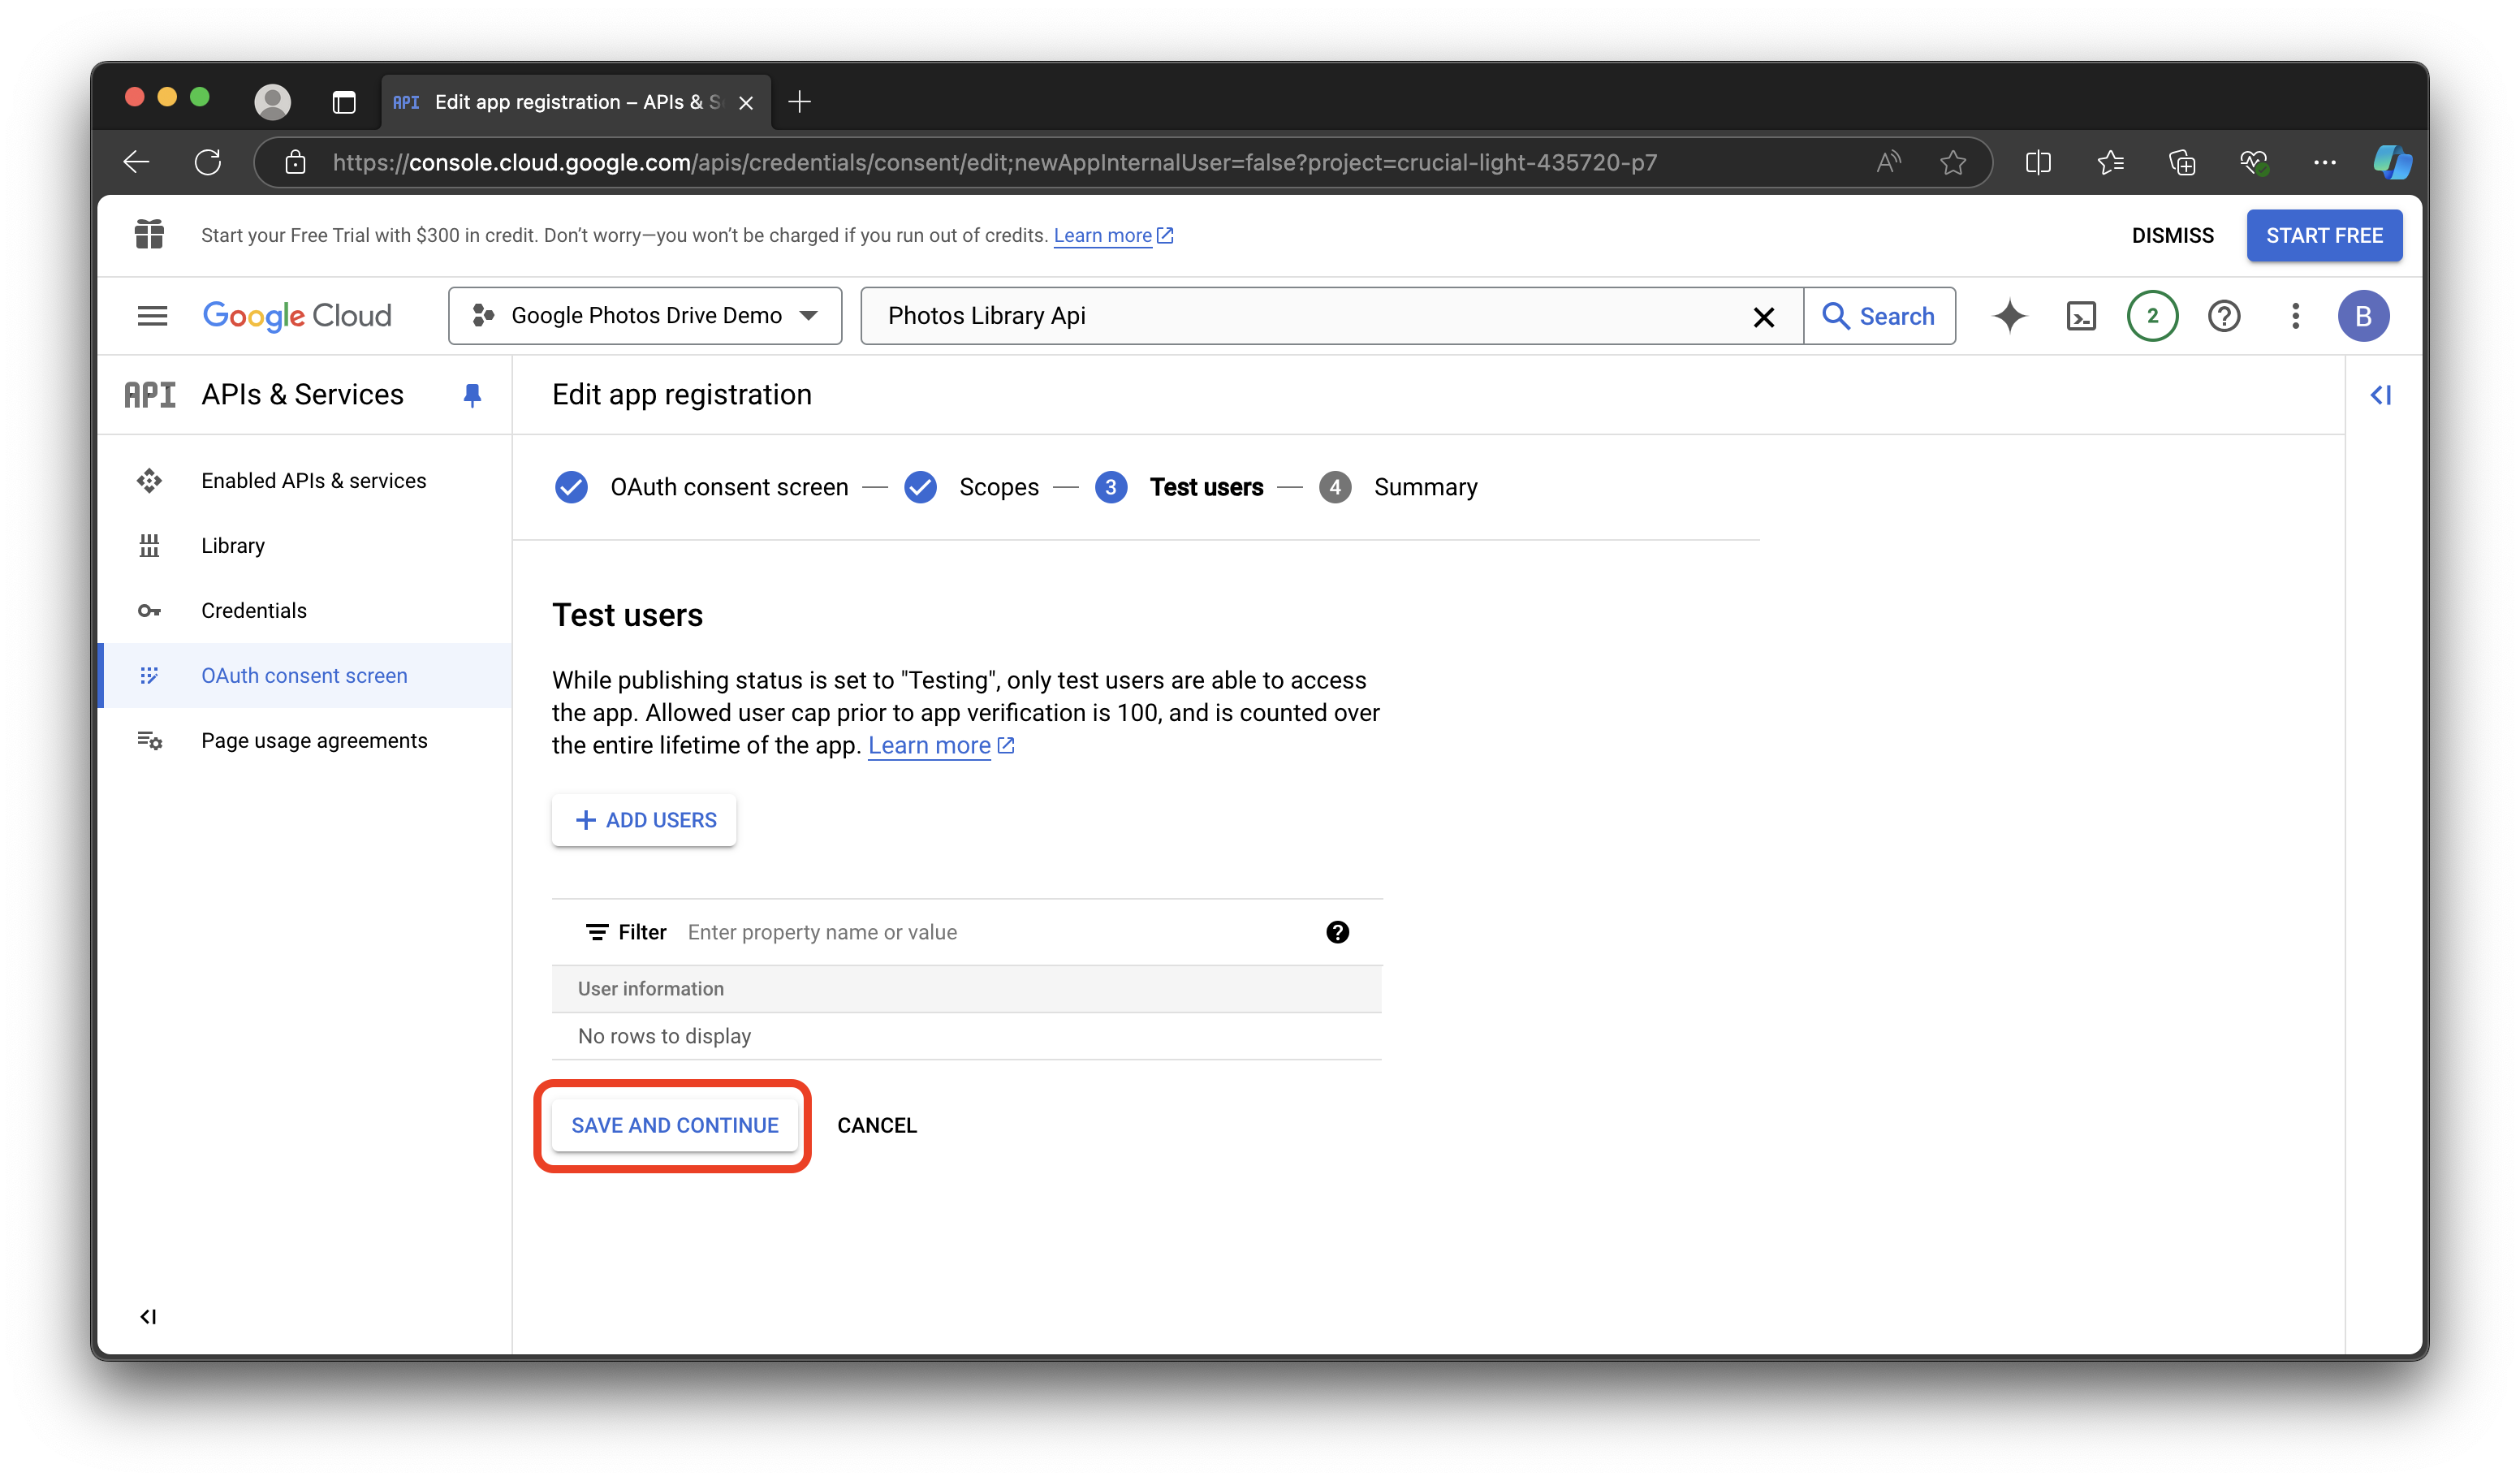 API Edit app registration – APIs & S
https://console.cloud.google.com/apis/credentials/consent/edit;newAppInternalUser=false?project=crucial-light-435720-p7
Start your Free Trial with $300 in credit. Don't worry—you won't be charged if you run out of credits. Learn more
DISMISS
START FREE
Google Cloud
Google Photos Drive Demo
Photos Library Api
Search
2
B
API APIs & Services
Edit app registration
Enabled APIs & services
Library
Credentials
OAuth consent screen
Page usage agreements
OAuth consent screen — Scopes — 3 Test users — 4 Summary
Test users
While publishing status is set to "Testing", only test users are able to access
the app. Allowed user cap prior to app verification is 100, and is counted over
the entire lifetime of the app. Learn more
+ ADD USERS
Filter Enter property name or value
User information
No rows to display
SAVE AND CONTINUE
CANCEL